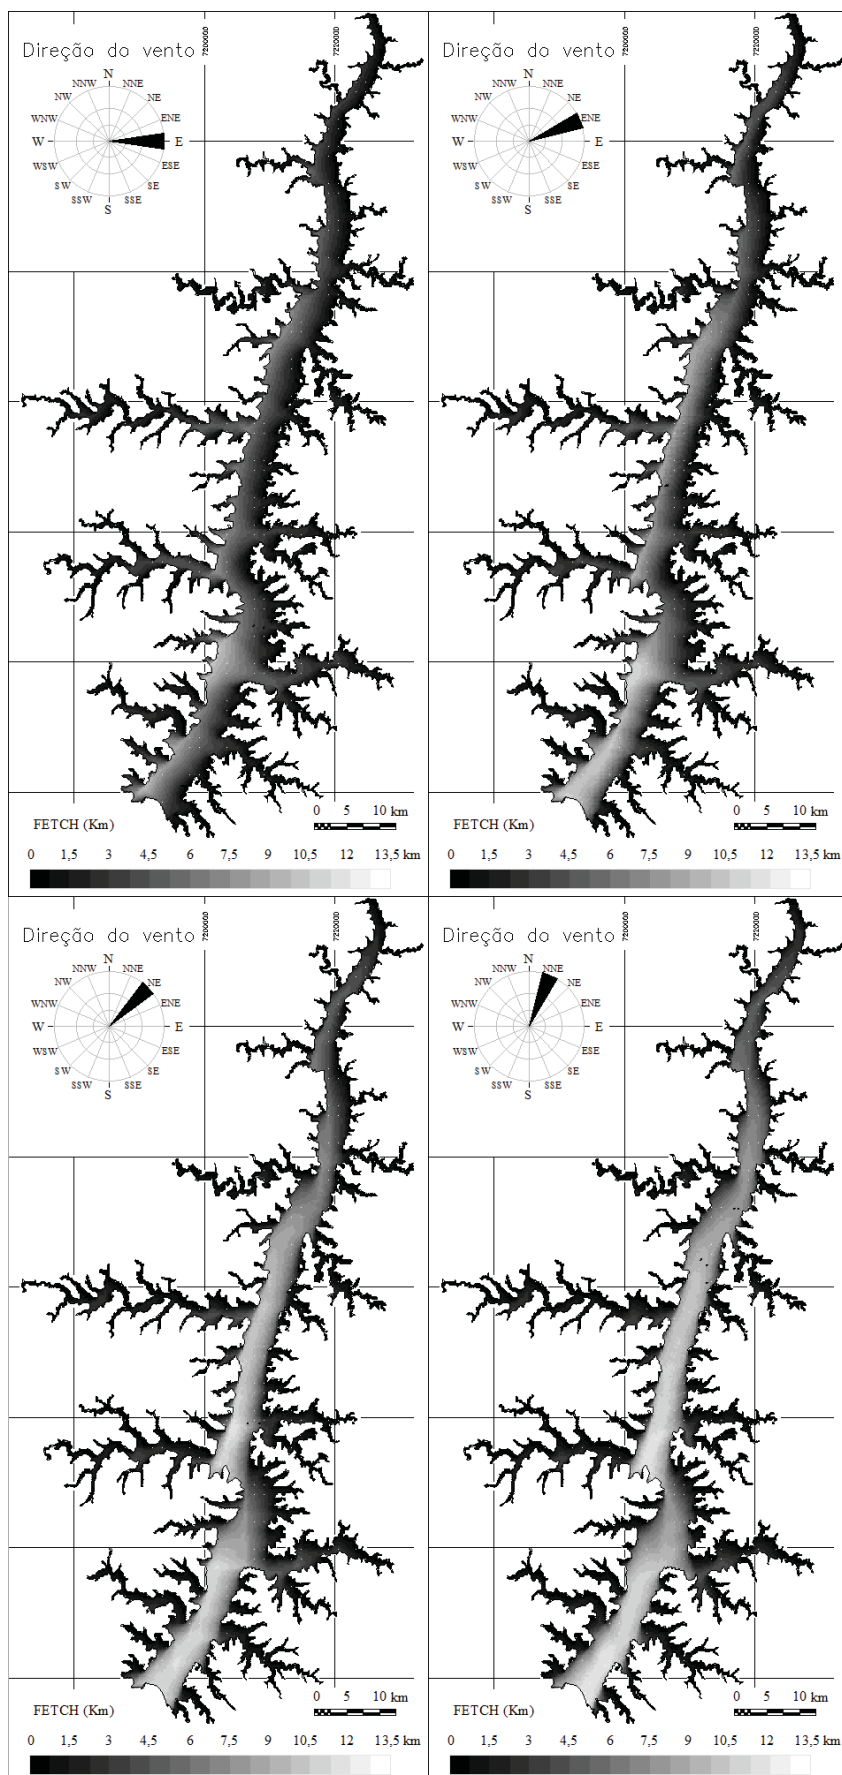 7200000 7220000
Direção do vento
N
NNW NNE
NW NE
WNW ENE
W E
WSW ESE
SW SE
SSW SSE
S
0 5 10 km
FETCH (Km)
0 1,5 3 4,5 6 7,5 9 10,5 12 13,5 km
7200000 7220000
Direção do vento
N
NNW NNE
NW NE
WNW ENE
W E
WSW ESE
SW SE
SSW SSE
S
0 5 10 km
FETCH (Km)
0 1,5 3 4,5 6 7,5 9 10,5 12 13,5 km
7200000 7220000
Direção do vento
N
NNW NNE
NW NE
WNW ENE
W E
WSW ESE
SW SE
SSW SSE
S
0 5 10 km
FETCH (Km)
0 1,5 3 4,5 6 7,5 9 10,5 12 13,5 km
7200000 7220000
Direção do vento
N
NNW NNE
NW NE
WNW ENE
W E
WSW ESE
SW SE
SSW SSE
S
0 5 10 km
FETCH (Km)
0 1,5 3 4,5 6 7,5 9 10,5 12 13,5 km